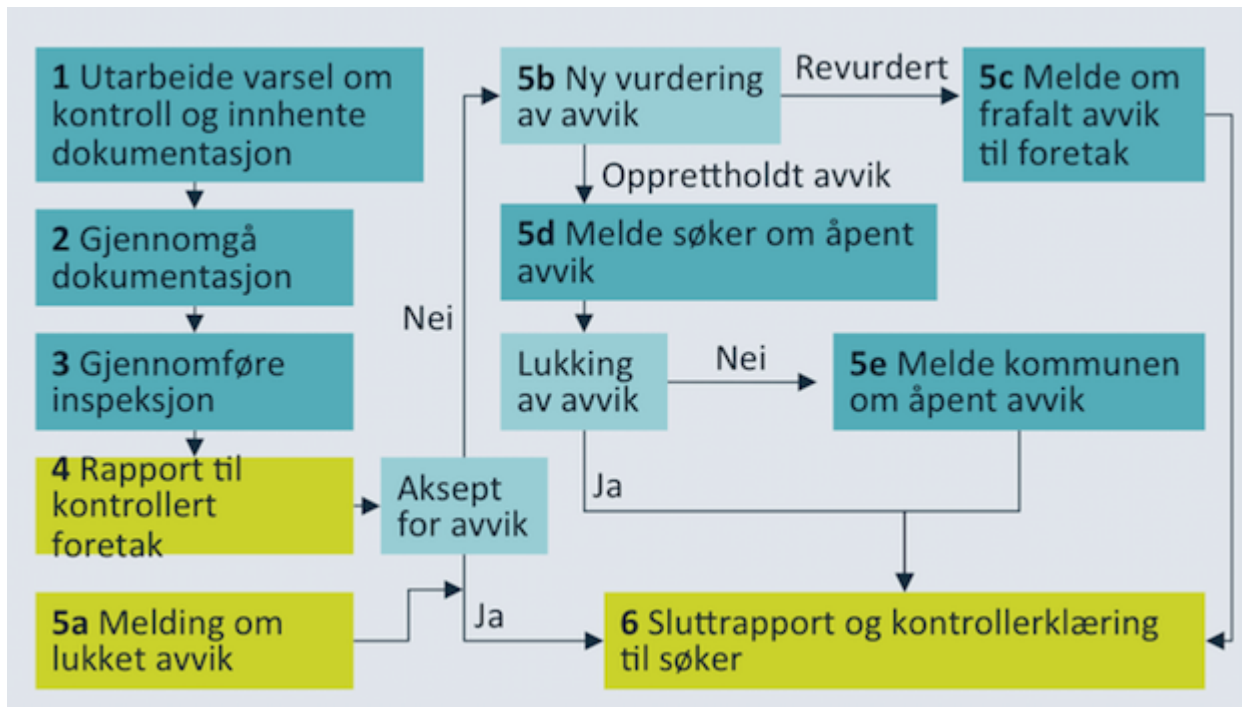 1 Utarbeide varsel om
kontroll og innhente
dokumentasjon
2 Gjennomgå
dokumentasjon
3 Gjennomføre
inspeksjon
4 Rapport til
kontrollert
foretak
5a Melding om
lukket avvik
Aksept
for avvik
Nei
Ja
5b Ny vurdering
av avvik
Revurdert
5c Melde om
frafalt avvik
til foretak
Opprettholdt avvik
5d Melde søker om åpent
avvik
Lukking
av avvik
Nei
5e Melde kommunen
om åpent avvik
Ja
6 Sluttrapport og kontrollerklæring
til søker